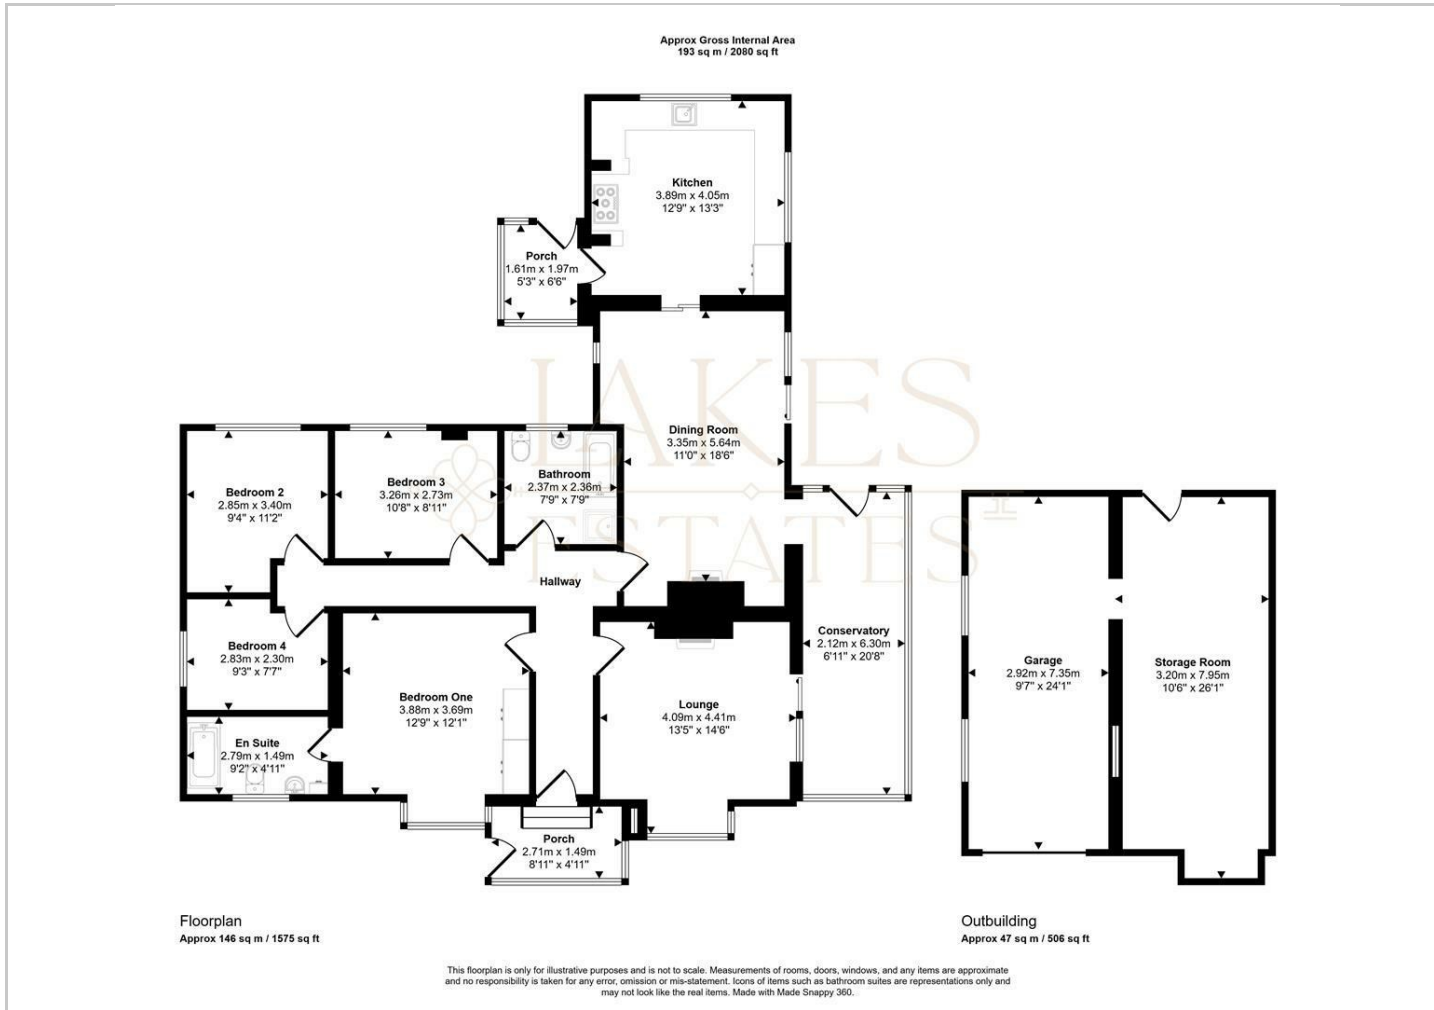 Approx Gross Internal Area
193 sq m / 2080 sq ft
Kitchen
3.89m x 4.05m
12'9" x 13'3"
Porch
1.61m x 1.97m
5'3" x 6'6"
LAKES
ESTATES
Dining Room
3.35m x 5.64m
11'0" x 18'6"
Bedroom 2
2.85m x 3.40m
9'4" x 11'2"
Bedroom 3
3.26m x 2.73m
10'8" x 8'11"
Bathroom
2.37m x 2.36m
7'9" x 7'9"
Hallway
Bedroom 4
2.83m x 2.30m
9'3" x 7'7"
Bedroom One
3.88m x 3.69m
12'9" x 12'1"
Lounge
4.09m x 4.41m
13'5" x 14'6"
Conservatory
2.12m x 6.30m
6'11" x 20'8"
En Suite
2.79m x 1.49m
9'2" x 4'11"
Porch
2.71m x 1.49m
8'11" x 4'11"
Garage
2.92m x 7.35m
9'7" x 24'1"
Storage Room
3.20m x 7.95m
10'6" x 26'1"
Floorplan
Approx 146 sq m / 1575 sq ft
Outbuilding
Approx 47 sq m / 506 sq ft
This floorplan is only for illustrative purposes and is not to scale. Measurements of rooms, doors, windows, and any items are approximate
and no responsibility is taken for any error, omission or mis-statement. Icons of items such as bathroom suites are representations only and
may not look like the real items. Made with Made Snappy 360.